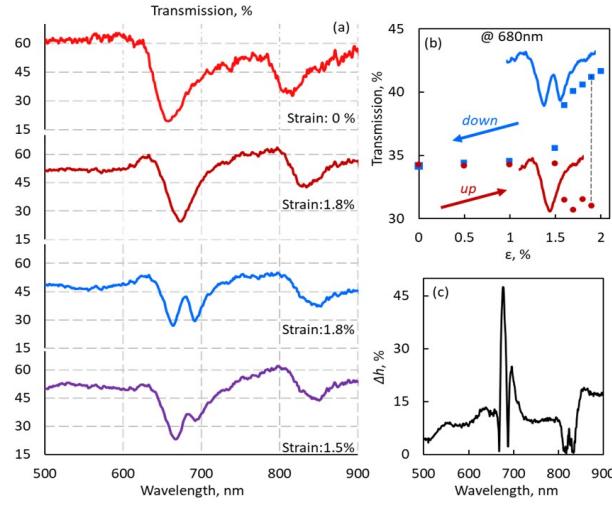 Transmission, %
(a)
60
45
30
15
Strain: 0 %
60
45
30
15
Strain:1.8%
60
45
30
15
Strain:1.8%
60
45
30
15
Strain:1.5%
500 600 700 800 900
Wavelength, nm
(b)
@ 680nm
Transmission, %
45
40
35
30
down
up
0 0.5 1 1.5 2
ε, %
(c)
Δh, %
45
30
15
0
500 600 700 800 900
Wavelength, nm